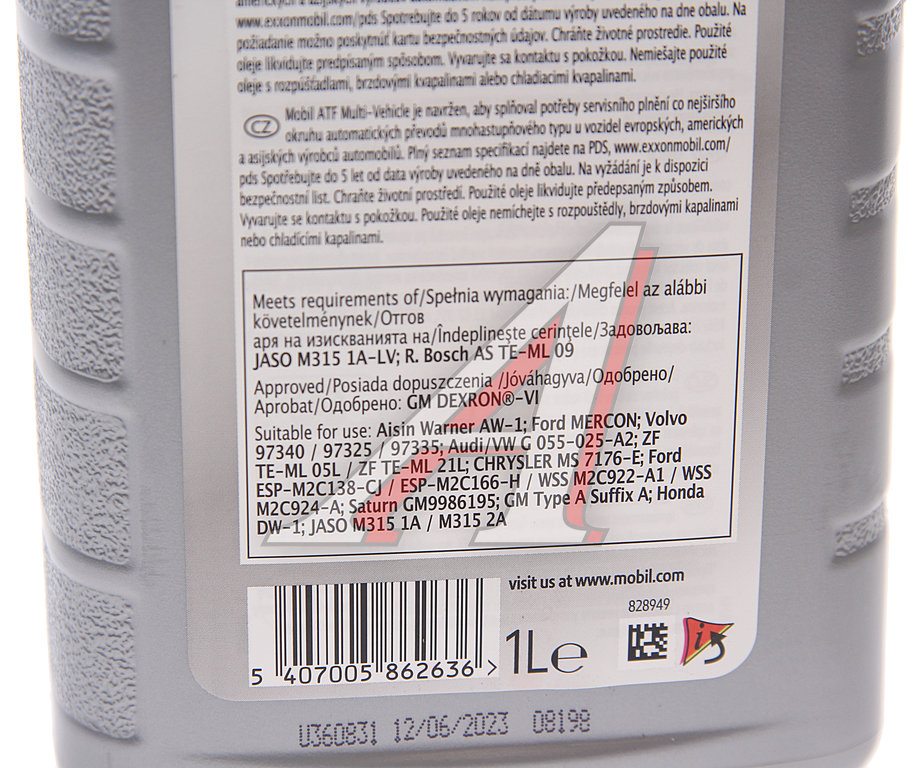 www.exxonmobil.com/pds Spotrebujte do 5 rokov od dátumu výroby uvedeného na dne obalu. Na
požiadanie možno poskytnúť kartu bezpečnostných údajov. Chráňte životné prostredie. Použité
oleje likvidujte predpísaným spôsobom. Vyvarujte sa kontaktu s pokožkou. Nemiešajte použité
oleje s rozpúšťadlami, brzdovými kvapalinami alebo chladiacimi kvapalinami.
CZ Mobil ATF Multi-Vehicle je navržen, aby splňoval potřeby servisního plnění co nejširšího
okruhu automatických převodů mnohastupňového typu u vozidel evropských, amerických
a asijských výrobců automobilů. Plný seznam specifikací najdete na PDS, www.exxonmobil.com/
pds Spotřebujte do 5 let od data výroby uvedeného na dně obalu. Na vyžádání je k dispozici
bezpečnostní list. Chraňte životní prostředí. Použité oleje likvidujte předepsaným způsobem.
Vyvarujte se kontaktu s pokožkou. Použité oleje nemíchejte s rozpouštědly, brzdovými kapalinami
nebo chladícími kapalinami.
Meets requirements of/Spełnia wymagania:/Megfelel az alábbi
követelménynek/Отгов
аря на изискванията на/Îndeplinește cerințele/Задовољава:
JASO M315 1A-LV; R. Bosch AS TE-ML 09
Approved/Posiada dopuszczenia /Jóváhagyva/Одобрено/
Aprobat/Одобрено: GM DEXRON®-VI
Suitable for use: Aisin Warner AW-1; Ford MERCON; Volvo
97340 / 97325 / 97335; Audi/VW G 055-025-A2; ZF
TE-ML 05L / ZF TE-ML 21L; CHRYSLER MS 7176-E; Ford
ESP-M2C138-CJ / ESP-M2C166-H / WSS M2C922-A1 / WSS
M2C924-A; Saturn GM9986195; GM Type A Suffix A; Honda
DW-1; JASO M315 1A / M315 2A
visit us at www.mobil.com
828949
5 407005 862636 >
1L e
i
U360831 12/06/2023 08198